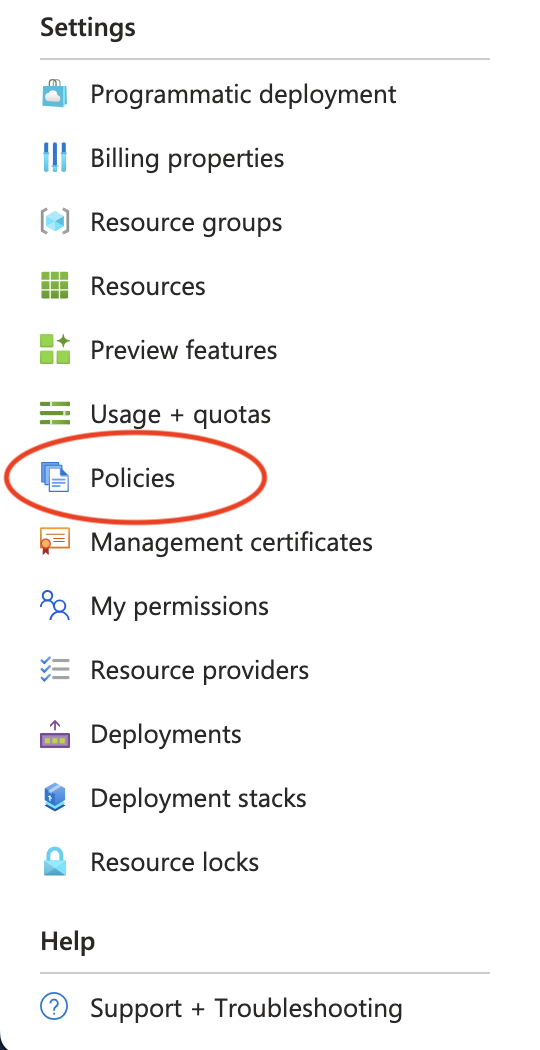 Settings
Programmatic deployment
Billing properties
Resource groups
Resources
Preview features
Usage + quotas
Policies
Management certificates
My permissions
Resource providers
Deployments
Deployment stacks
Resource locks
Help
Support + Troubleshooting